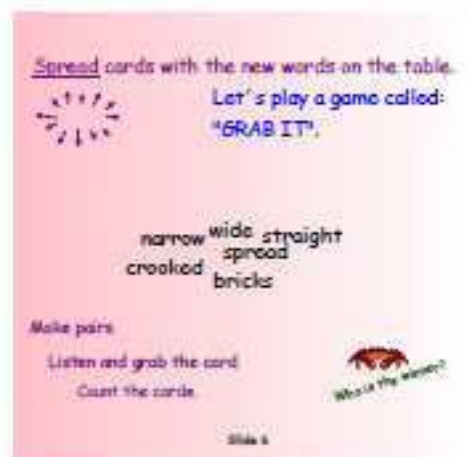 Spread cards with the new words on the table.
Let's play a game called:
"GRAB IT".
narrow wide straight
spread
crooked bricks
Make pairs
Listen and grab the card
Count the cards.
Who is the winner?
Slide 6